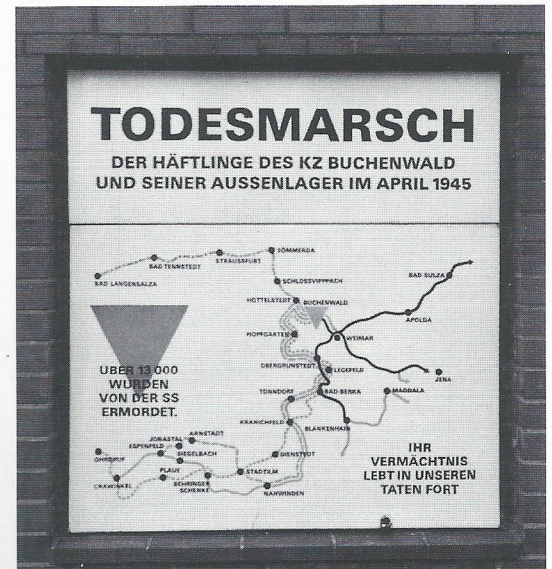 TODESMARSCH
DER HÄFTLINGE DES KZ BUCHENWALD
UND SEINER AUSSENLAGER IM APRIL 1945
SÖMMERDA
BAD TENNSTEDT
STRAUSSFURT
BAD LANGENSALZA
SCHLOSSVIPPPACH
BAD SULZA
HOTTELSTEDT
BUCHENWALD
APOLDA
HOPFGARTEN
WEIMAR
OBERGRUNSTEDT
LEGEFELD
JENA
TONNDORF
BAD BERKA
MAGDALA
KRANICHFELD
BLANKENHAIN
ÜBER 13 000
WURDEN
VON DER SS
ERMORDET.
JONASTAL
ARNSTADT
ESPENFELD
SIEGELBACH
OHRDRUF
DIENSTEDT
PLAUE
STADTILM
CRAWINKEL
BEHRINGER
SCHENKE
NAHWINDEN
IHR
VERMÄCHTNIS
LEBT IN UNSEREN
TATEN FORT